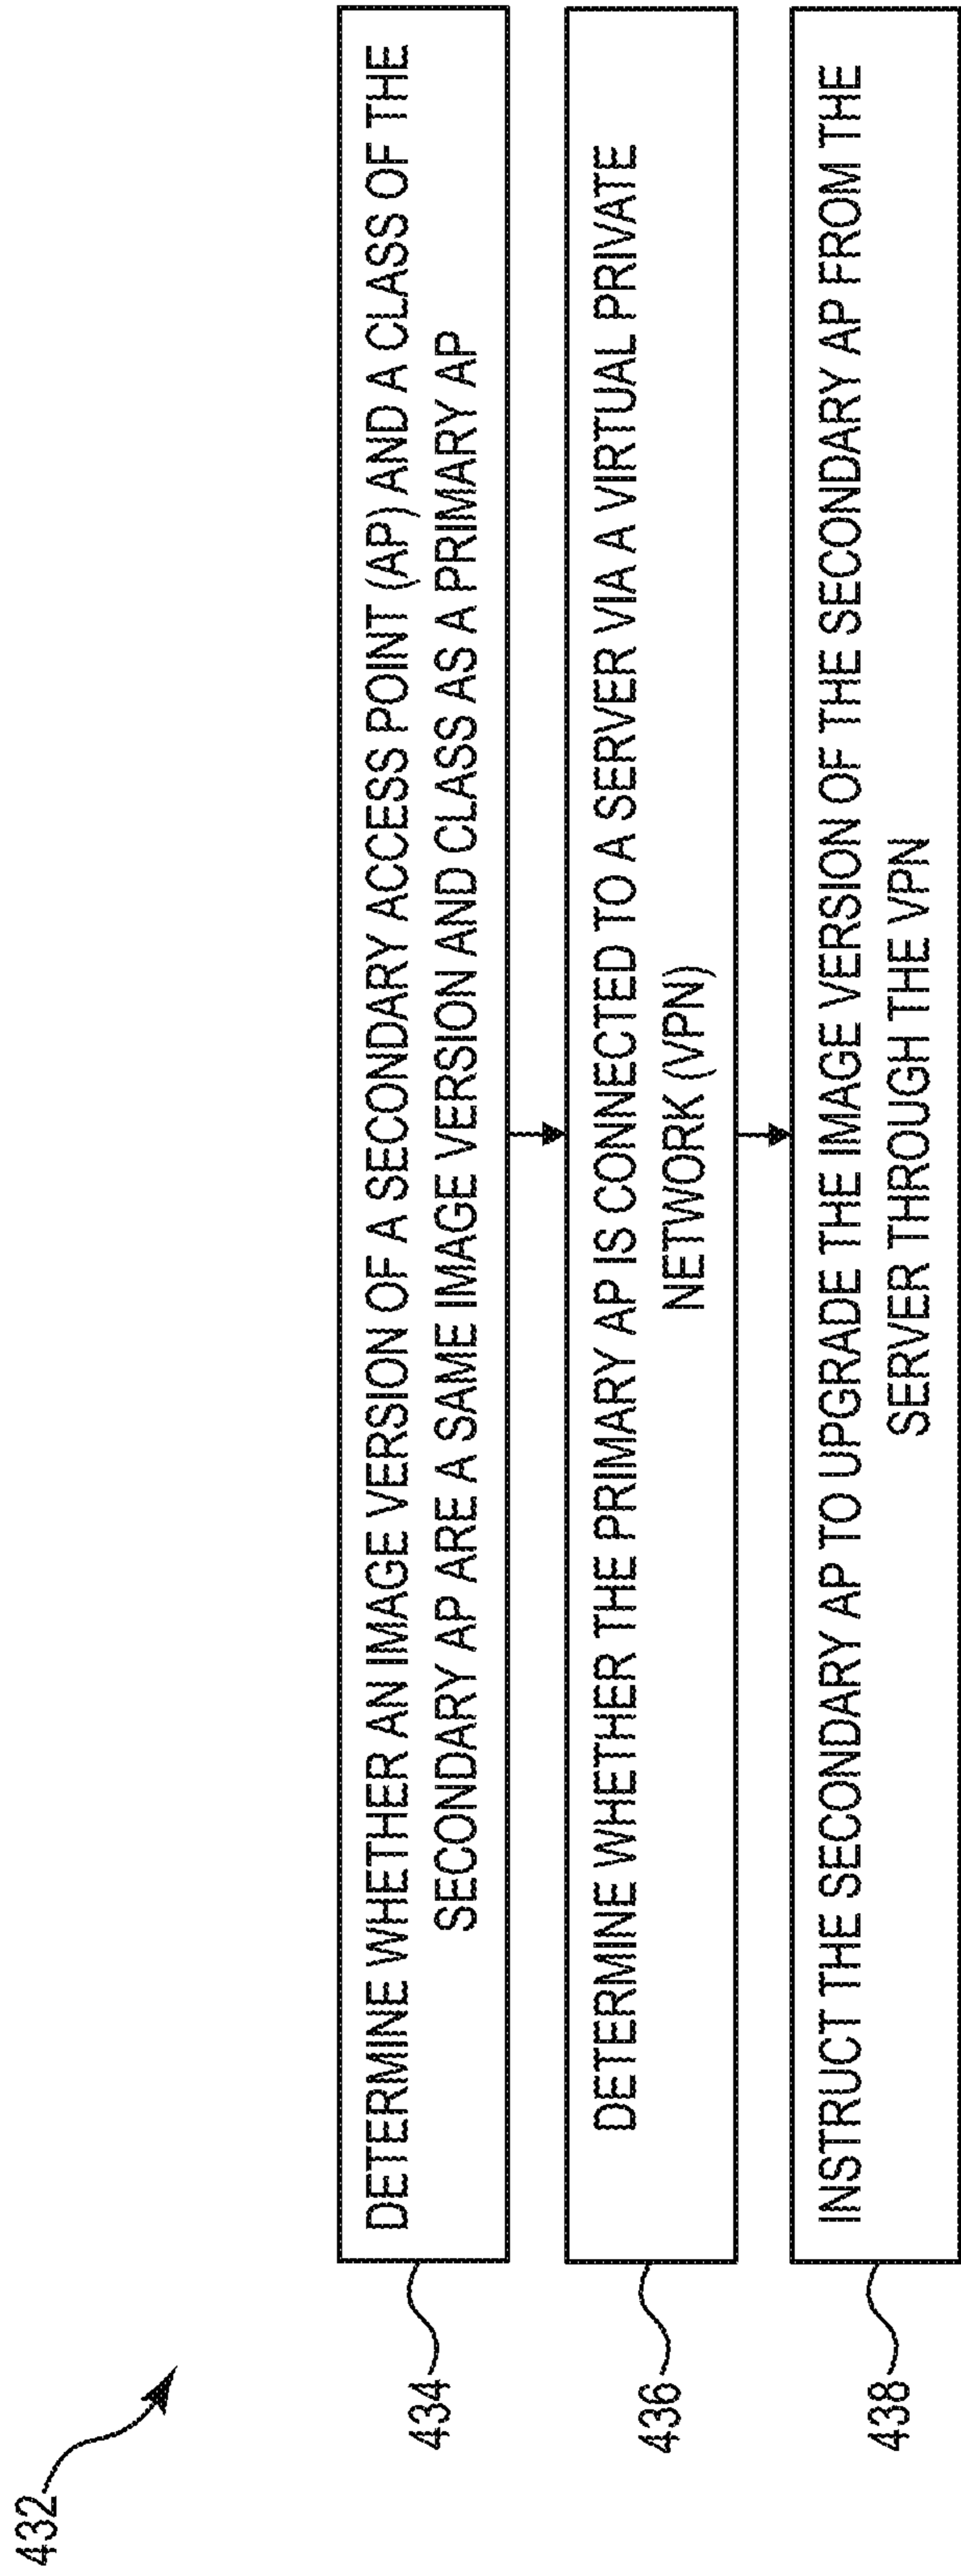 432
434
DETERMINE WHETHER AN IMAGE VERSION OF A SECONDARY ACCESS POINT (AP) AND A CLASS OF THE
SECONDARY AP ARE A SAME IMAGE VERSION AND CLASS AS A PRIMARY AP
436
DETERMINE WHETHER THE PRIMARY AP IS CONNECTED TO A SERVER VIA A VIRTUAL PRIVATE
NETWORK (VPN)
438
INSTRUCT THE SECONDARY AP TO UPGRADE THE IMAGE VERSION OF THE SECONDARY AP FROM THE
SERVER THROUGH THE VPN